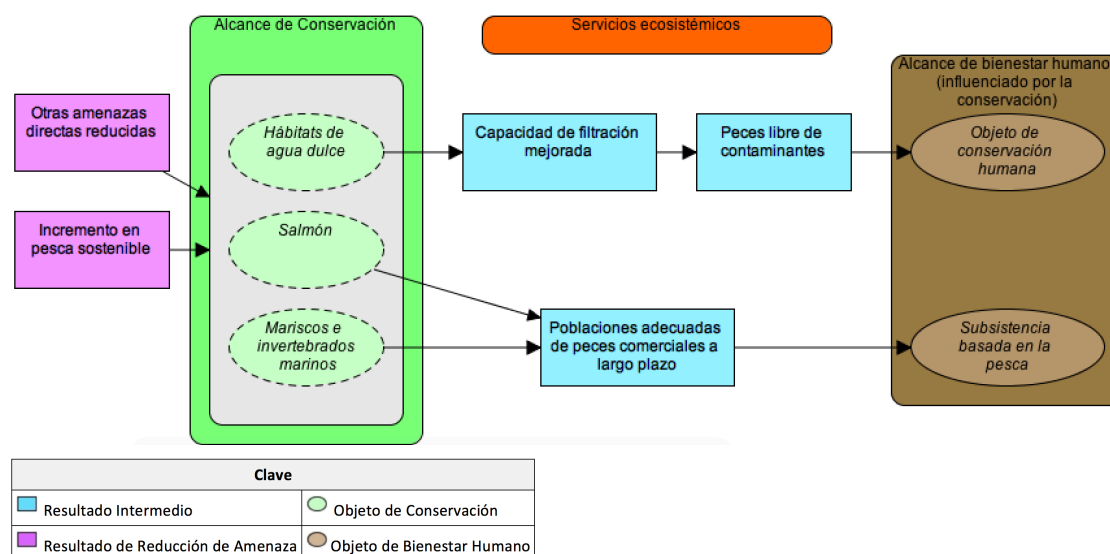 Alcance de Conservación
Servicios ecosistémicos
Alcance de bienestar humano
(influenciado por la
conservación)
Otras amenazas
directas reducidas
Hábitats de
agua dulce
Capacidad de filtración
mejorada
Peces libre de
contaminantes
Objeto de
conservación
humana
Incremento en
pesca sostenible
Salmón
Mariscos e
invertebrados
marinos
Poblaciones adecuadas
de peces comerciales a
largo plazo
Subsistencia
basada en la
pesca
Clave
Resultado Intermedio
Objeto de Conservación
Resultado de Reducción de Amenaza
Objeto de Bienestar Humano